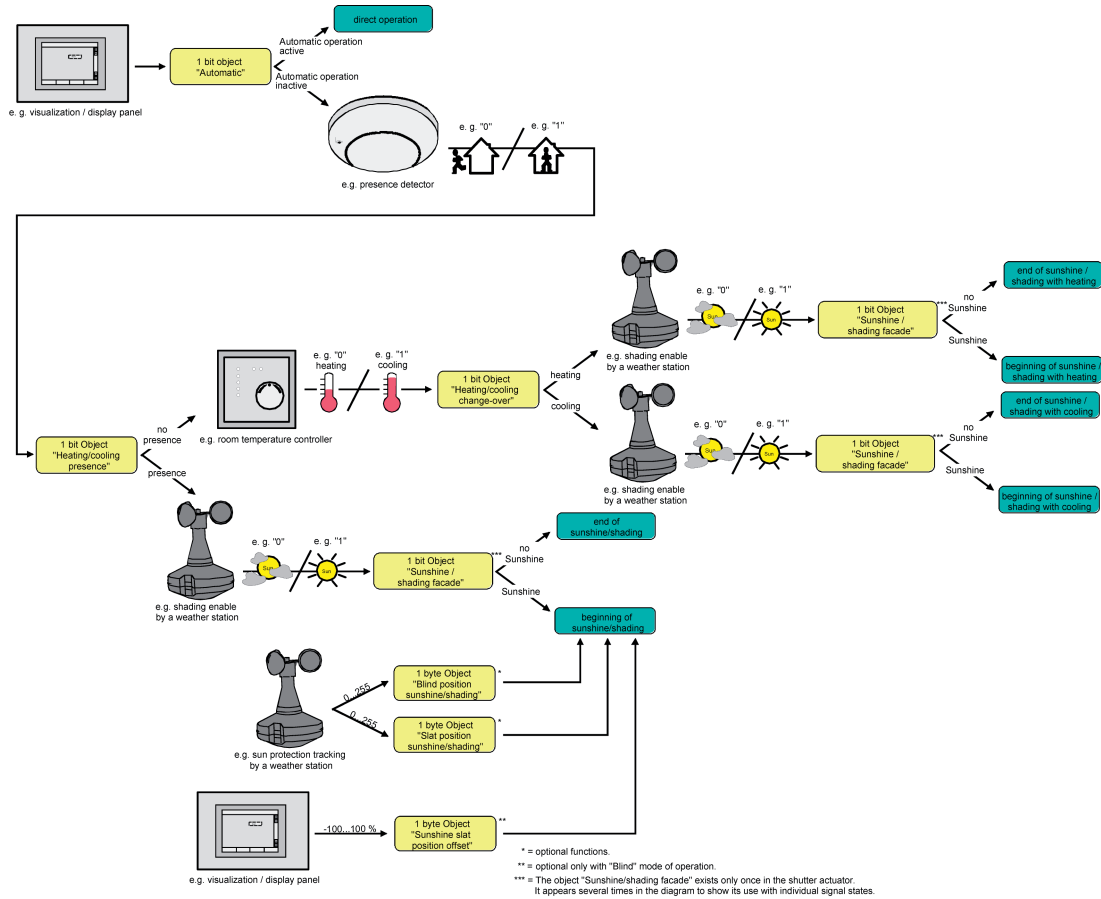 direct operation
Automatic operation
active
1 bit object
"Automatic"
Automatic operation
inactive
e. g. visualization / display panel
e. g. "0"
e. g. "1"
e.g. presence detector
e. g. "0"
e. g. "1"
Sun
Sun
1 bit Object
"Sunshine /
shading facade"
***
no
Sunshine
Sunshine
end of sunshine /
shading with heating
beginning of sunshine /
shading with heating
e.g. shading enable
by a weather station
e. g. "0"
heating
e. g. "1"
cooling
1 bit Object
"Heating/cooling
change-over"
heating
cooling
e.g. room temperature controller
e. g. "0"
e. g. "1"
Sun
Sun
1 bit Object
"Sunshine /
shading facade"
***
no
Sunshine
Sunshine
end of sunshine /
shading with cooling
beginning of sunshine /
shading with cooling
e.g. shading enable
by a weather station
1 bit Object
"Heating/cooling
presence"
no
presence
presence
e. g. "0"
e. g. "1"
Sun
Sun
1 bit Object
"Sunshine /
shading facade"
***
no
Sunshine
Sunshine
end of
sunshine/shading
beginning of
sunshine/shading
e.g. shading enable
by a weather station
0...255
0...255
1 byte Object
"Blind position
sunshine/shading"
*
1 byte Object
"Slat position
sunshine/shading"
*
e.g. sun protection tracking
by a weather station
-100...100 %
1 byte Object
"Sunshine slat
position offset"
**
e.g. visualization / display panel
* = optional functions.
** = optional only with "Blind" mode of operation.
*** = The object "Sunshine/shading facade" exists only once in the shutter actuator.
It appears several times in the diagram to show its use with individual signal states.